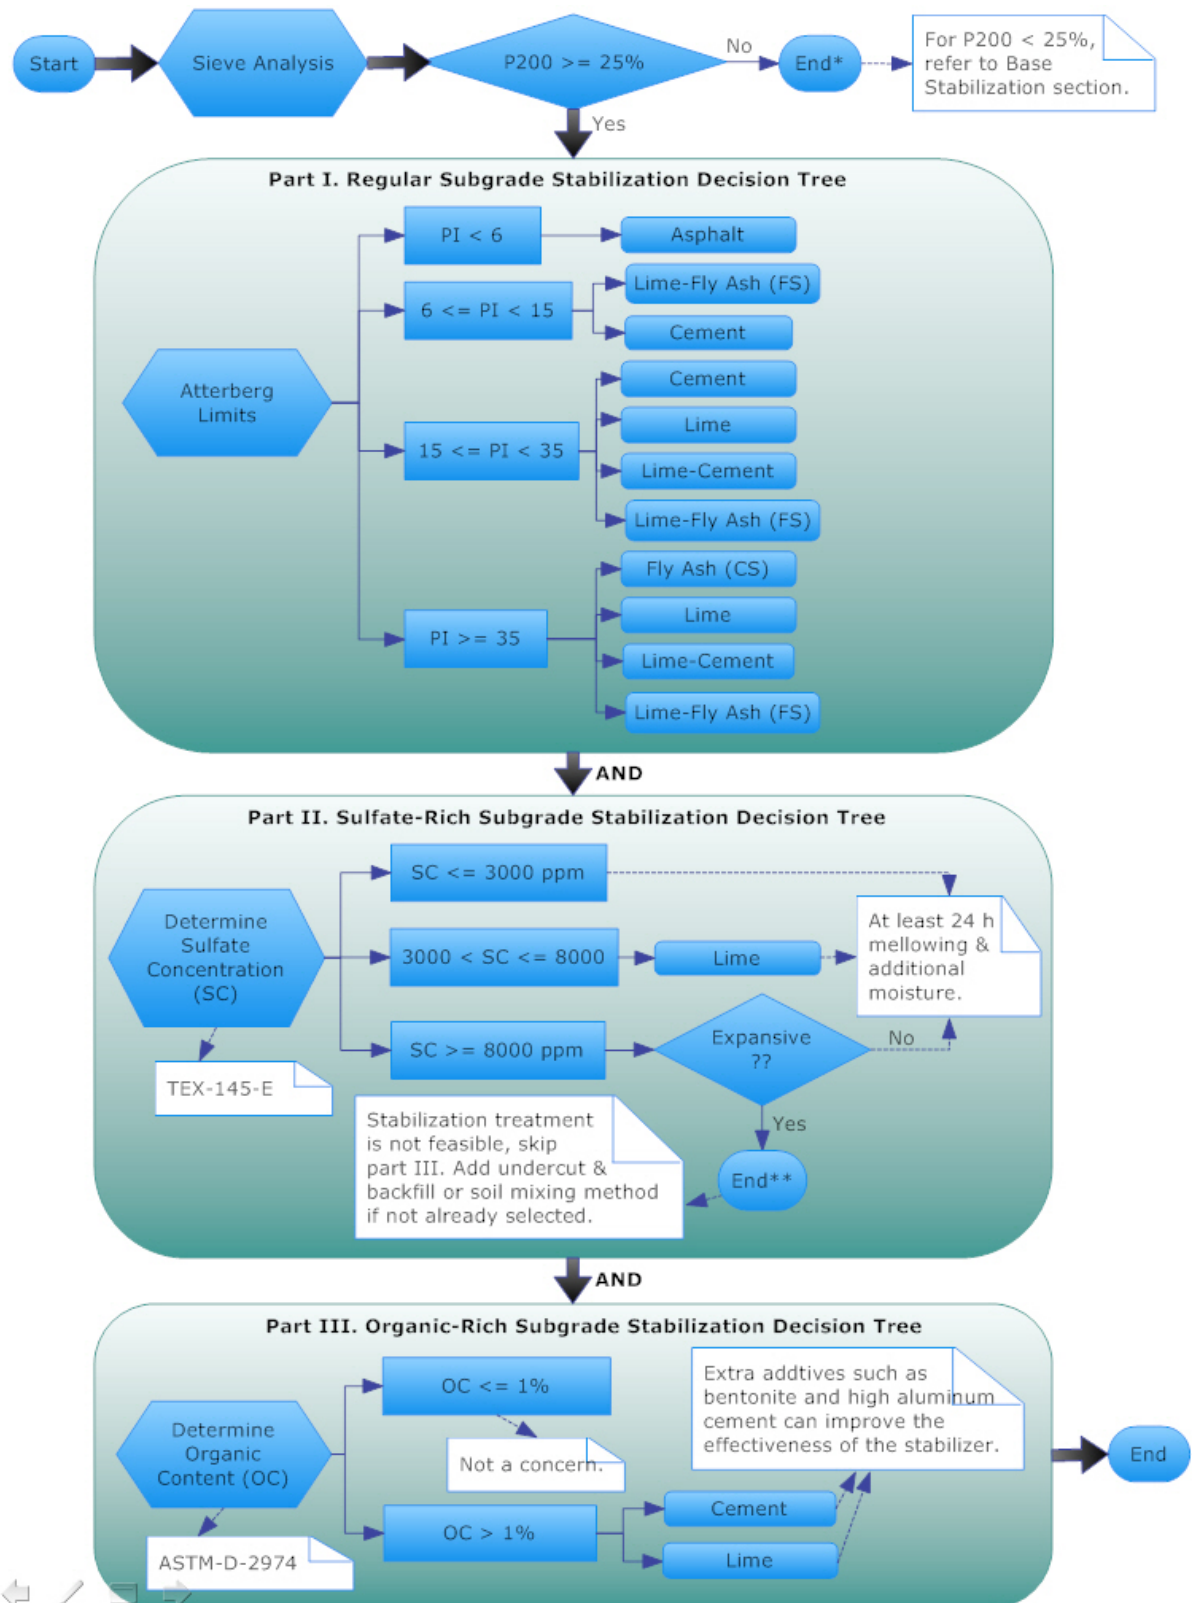 Start
Sieve Analysis
P200 >= 25%
No
End*
For P200 < 25%,
refer to Base
Stabilization section.
Yes
Part I. Regular Subgrade Stabilization Decision Tree
Atterberg
Limits
PI < 6
Asphalt
6 <= PI < 15
Lime-Fly Ash (FS)
Cement
15 <= PI < 35
Cement
Lime
Lime-Cement
Lime-Fly Ash (FS)
PI >= 35
Fly Ash (CS)
Lime
Lime-Cement
Lime-Fly Ash (FS)
AND
Part II. Sulfate-Rich Subgrade Stabilization Decision Tree
Determine
Sulfate
Concentration
(SC)
TEX-145-E
SC <= 3000 ppm
3000 < SC <= 8000
Lime
At least 24 h
mellowing &
additional
moisture.
SC >= 8000 ppm
Expansive
??
No
Yes
End**
Stabilization treatment
is not feasible, skip
part III. Add undercut &
backfill or soil mixing method
if not already selected.
AND
Part III. Organic-Rich Subgrade Stabilization Decision Tree
Determine
Organic
Content (OC)
ASTM-D-2974
OC <= 1%
Not a concern.
OC > 1%
Cement
Lime
Extra addtives such as
bentonite and high aluminum
cement can improve the
effectiveness of the stabilizer.
End